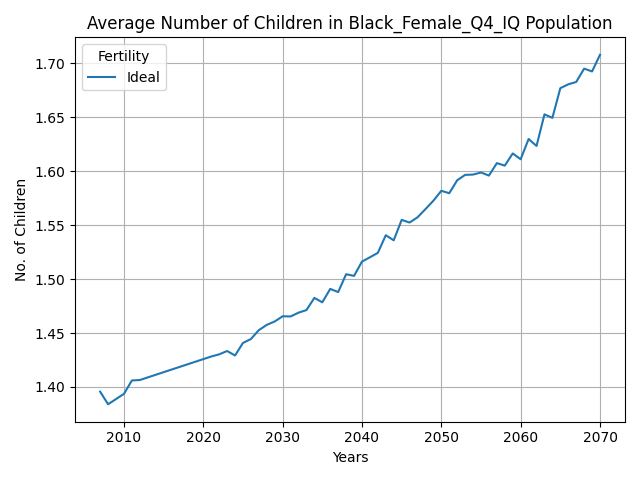 Average Number of Children in Black_Female_Q4_IQ Population
Fertility
Ideal
No. of Children
1.70
1.65
1.60
1.55
1.50
1.45
1.40
2010 2020 2030 2040 2050 2060 2070
Years